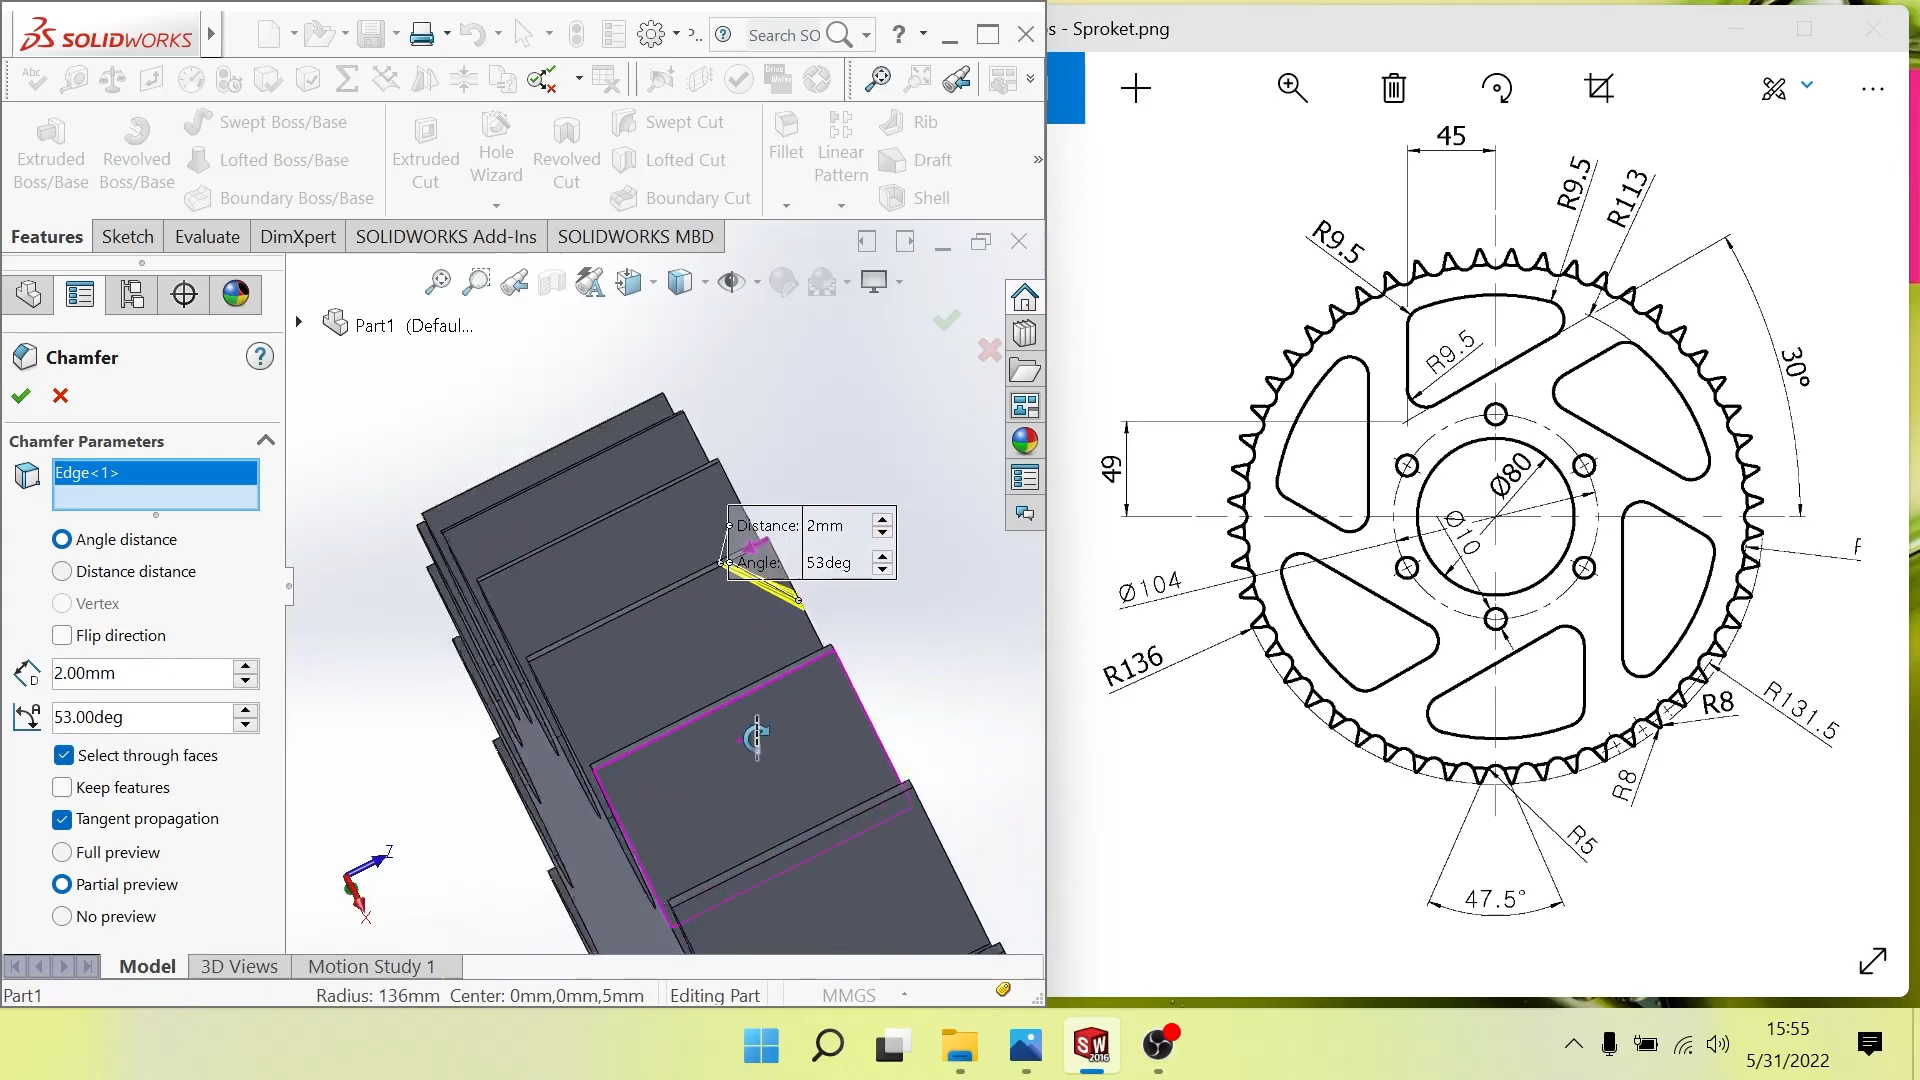 SOLIDWORKS
Search SO
s - Sproket.png
Abc
Extruded Boss/Base
Revolved Boss/Base
Swept Boss/Base
Lofted Boss/Base
Boundary Boss/Base
Extruded Cut
Hole Wizard
Revolved Cut
Swept Cut
Lofted Cut
Boundary Cut
Fillet
Linear Pattern
Rib
Draft
Shell
Features
Sketch
Evaluate
DimXpert
SOLIDWORKS Add-Ins
SOLIDWORKS MBD
Part1 (Defaul...
Chamfer
Chamfer Parameters
Edge<1>
Angle distance
Distance distance
Vertex
Flip direction
2.00mm
53.00deg
Select through faces
Keep features
Tangent propagation
Full preview
Partial preview
No preview
Distance: 2mm
Angle: 53deg
Z
X
Model
3D Views
Motion Study 1
Part1
Radius: 136mm Center: 0mm,0mm,5mm
Editing Part
MMGS
45
R9.5
R113
R9.5
R9.5
30°
49
Ø80
Ø10
Ø104
R136
R8
R131.5
R8
R5
47.5°
SW
2016
15:55
5/31/2022